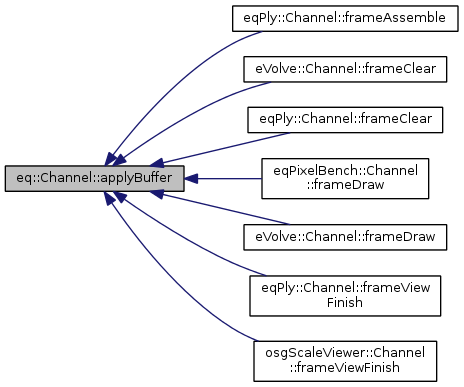 eqPly::Channel::frameAssemble
eVolve::Channel::frameClear
eqPly::Channel::frameClear
eq::Channel::applyBuffer
eqPixelBench::Channel
::frameDraw
eVolve::Channel::frameDraw
eqPly::Channel::frameView
Finish
osgScaleViewer::Channel
::frameViewFinish